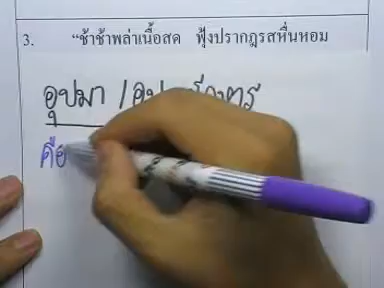 3. “ช้าช้าพล่าเนื้อสด ฟุ้งปรากฎรสหื่นหอม
อุปมา /
คือ